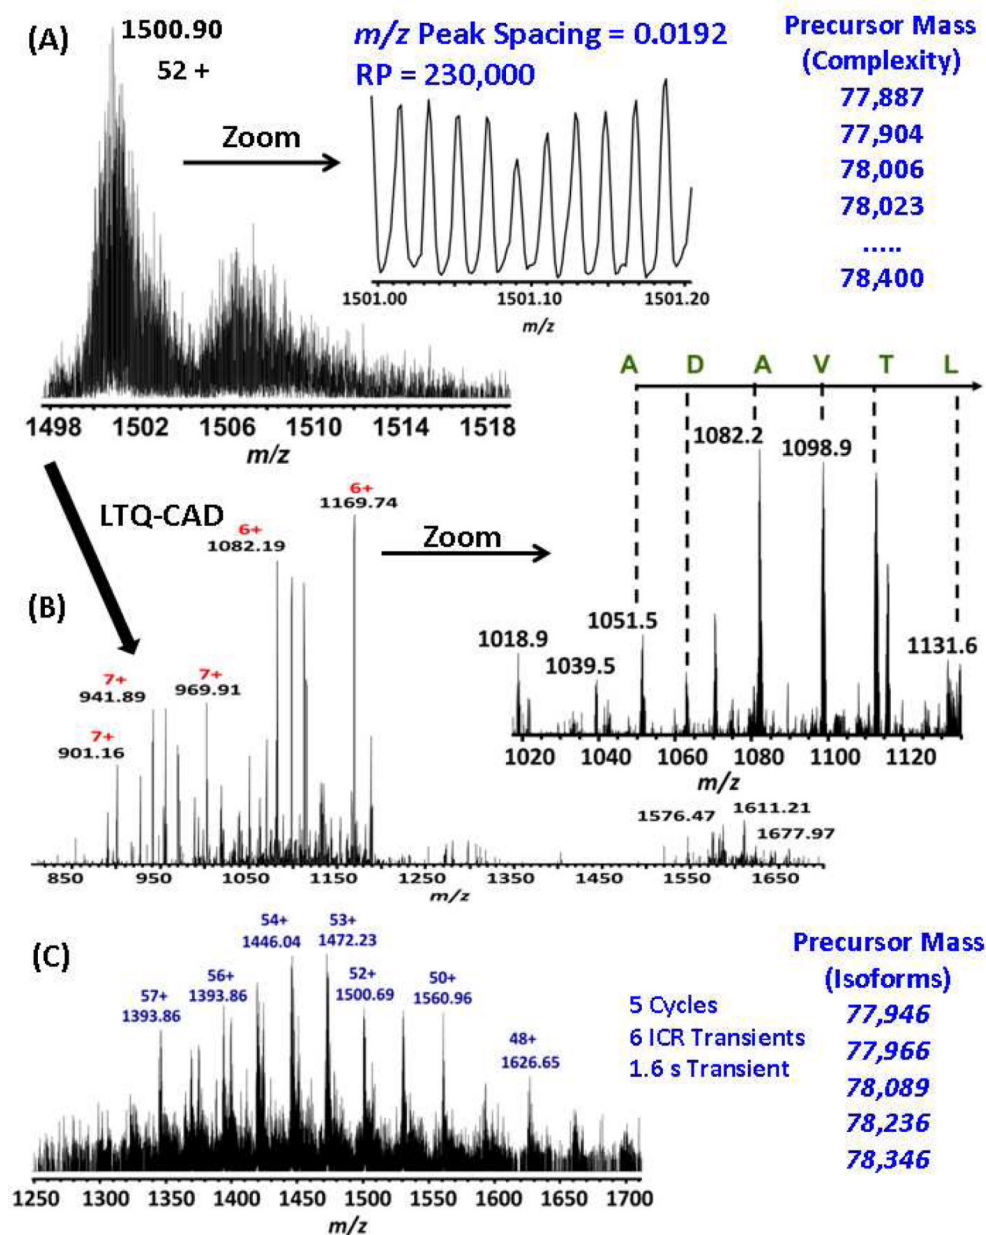 (A)
1500.90
52 +
Zoom
m/z Peak Spacing = 0.0192
RP = 230,000
1501.00 1501.10 1501.20
m/z
Precursor Mass
(Complexity)
77,887
77,904
78,006
78,023
.....
78,400
1498 1502 1506 1510 1514 1518
m/z
LTQ-CAD
A D A V T L
1018.9
1039.5
1051.5
1082.2
1098.9
1131.6
1020 1040 1060 1080 1100 1120
m/z
(B)
7+
901.16
7+
941.89
7+
969.91
6+
1082.19
6+
1169.74
Zoom
1576.47
1611.21
1677.97
850 950 1050 1150 1250 1350 1450 1550 1650
m/z
(C)
57+
1393.86
56+
1393.86
54+
1446.04
53+
1472.23
52+
1500.69
50+
1560.96
48+
1626.65
1250 1300 1350 1400 1450 1500 1550 1600 1650 1700
m/z
5 Cycles
6 ICR Transients
1.6 s Transient
Precursor Mass
(Isoforms)
77,946
77,966
78,089
78,236
78,346